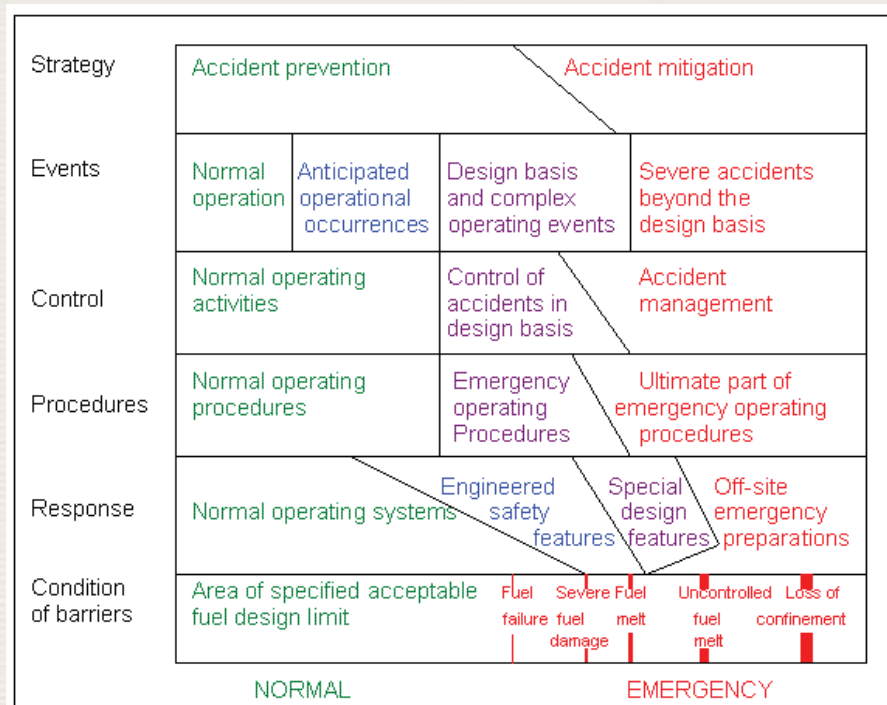 Strategy
Accident prevention
Accident mitigation
Events
Normal
operation
Anticipated
operational
occurrences
Design basis
and complex
operating events
Severe accidents
beyond the
design basis
Control
Normal operating
activities
Control of
accidents in
design basis
Accident
management
Procedures
Normal operating
procedures
Emergency
operating
Procedures
Ultimate part of
emergency operating
procedures
Response
Normal operating systems
Engineered
safety
features
Special
design
features
Off-site
emergency
preparations
Condition
of barriers
Area of specified acceptable
fuel design limit
Fuel
failure
Severe
fuel
damage
Fuel
melt
Uncontrolled
fuel
melt
Loss of
confinement
NORMAL
EMERGENCY